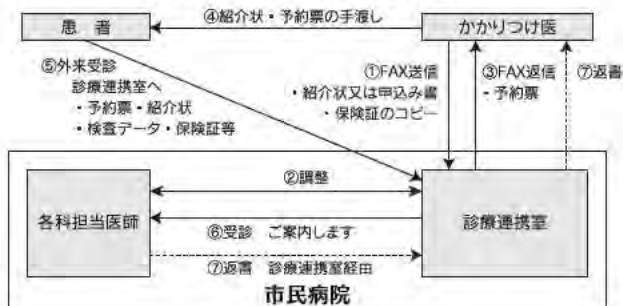 患 者
④紹介状・予約票の手渡し
かかりつけ医
⑤外来受診
診療連携室へ
・予約票・紹介状
・検査データ・保険証等
①FAX送信
・紹介状又は申込み書
・保険証のコピー
③FAX返信
・予約票
⑦返書
②調整
各科担当医師
診療連携室
⑥受診 ご案内します
⑦返書 診療連携室経由
市民病院